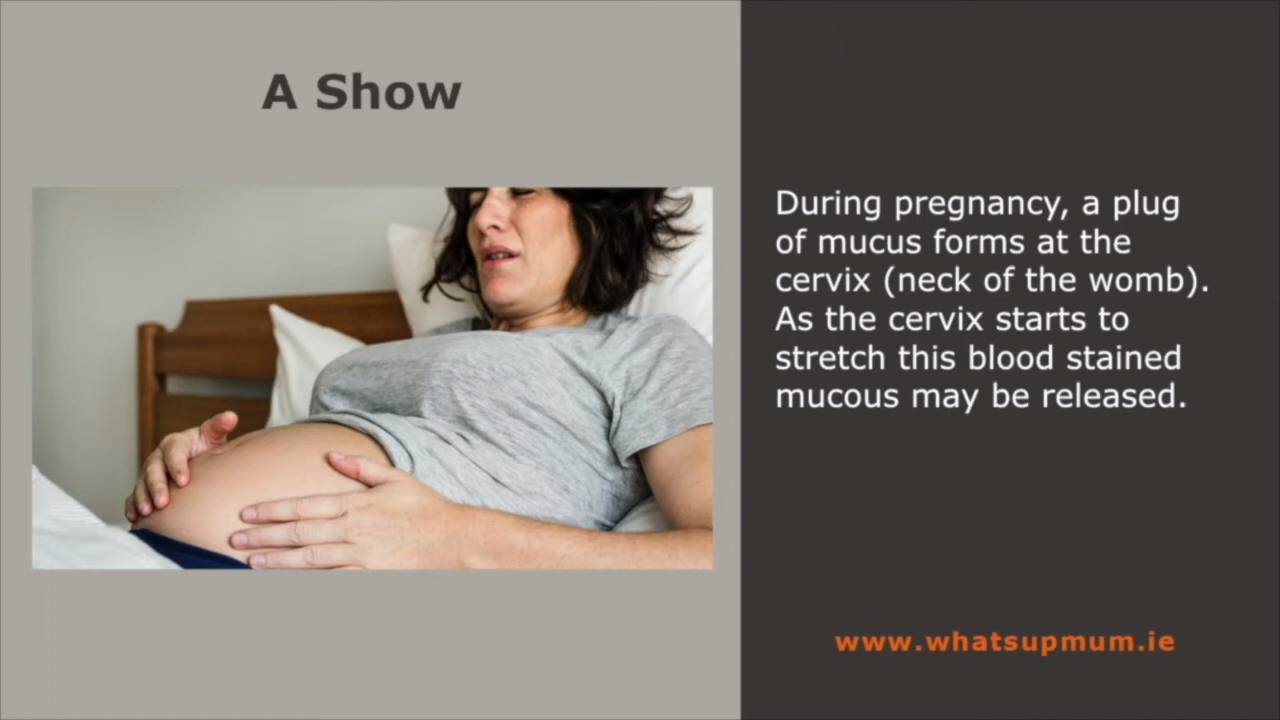 A Show
During pregnancy, a plug
of mucus forms at the
cervix (neck of the womb).
As the cervix starts to
stretch this blood stained
mucous may be released.
www.whatsupmum.ie